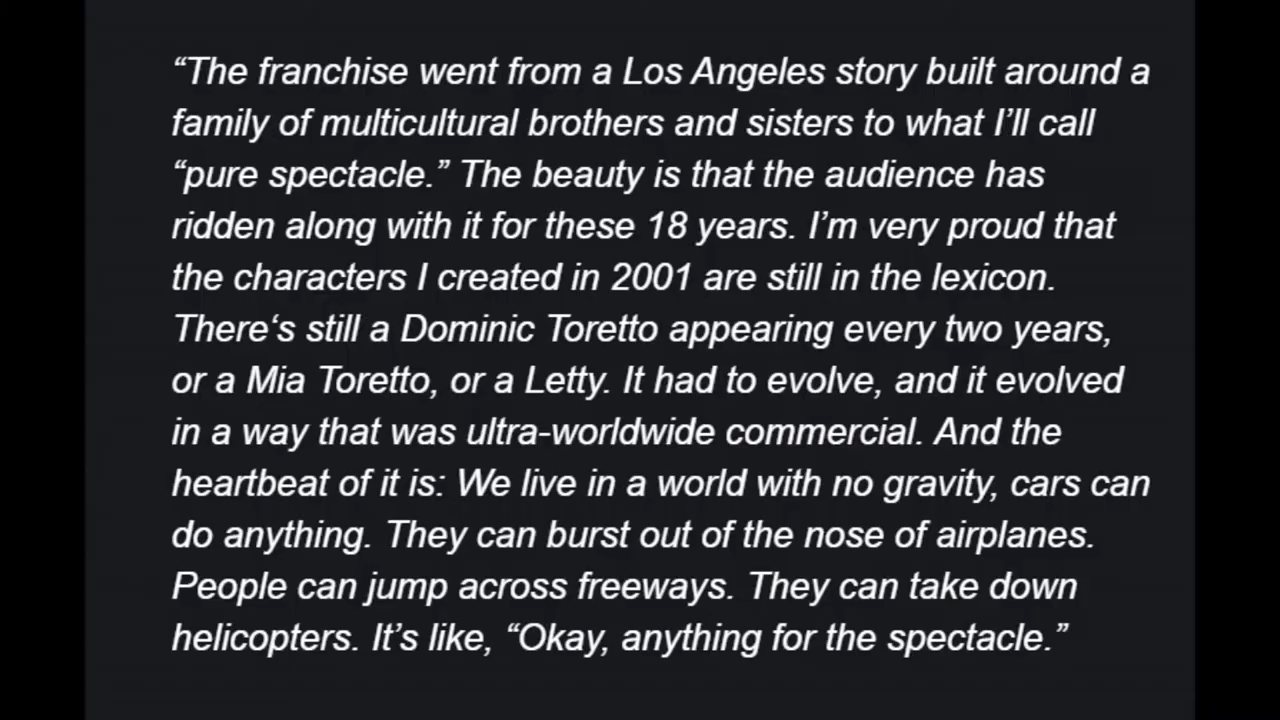 “The franchise went from a Los Angeles story built around a
family of multicultural brothers and sisters to what I’ll call
“pure spectacle.” The beauty is that the audience has
ridden along with it for these 18 years. I’m very proud that
the characters I created in 2001 are still in the lexicon.
There‘s still a Dominic Toretto appearing every two years,
or a Mia Toretto, or a Letty. It had to evolve, and it evolved
in a way that was ultra-worldwide commercial. And the
heartbeat of it is: We live in a world with no gravity, cars can
do anything. They can burst out of the nose of airplanes.
People can jump across freeways. They can take down
helicopters. It’s like, “Okay, anything for the spectacle.”